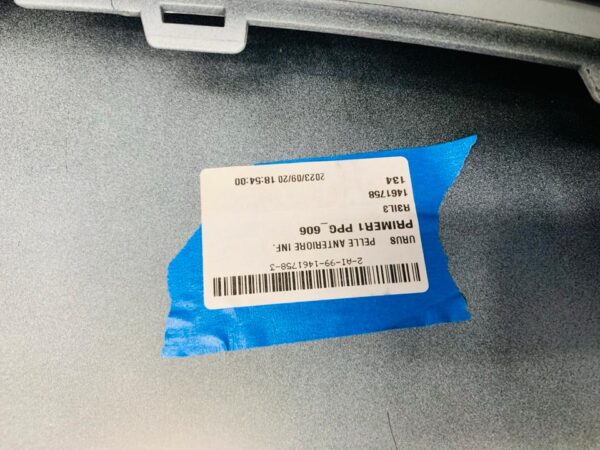 2-AI-99-1461758-3
URUS PELLE ANTERIORE INF.
PRIMER1 PPG_606
R3IL3
1461758
134
2023/09/20 18:54:00